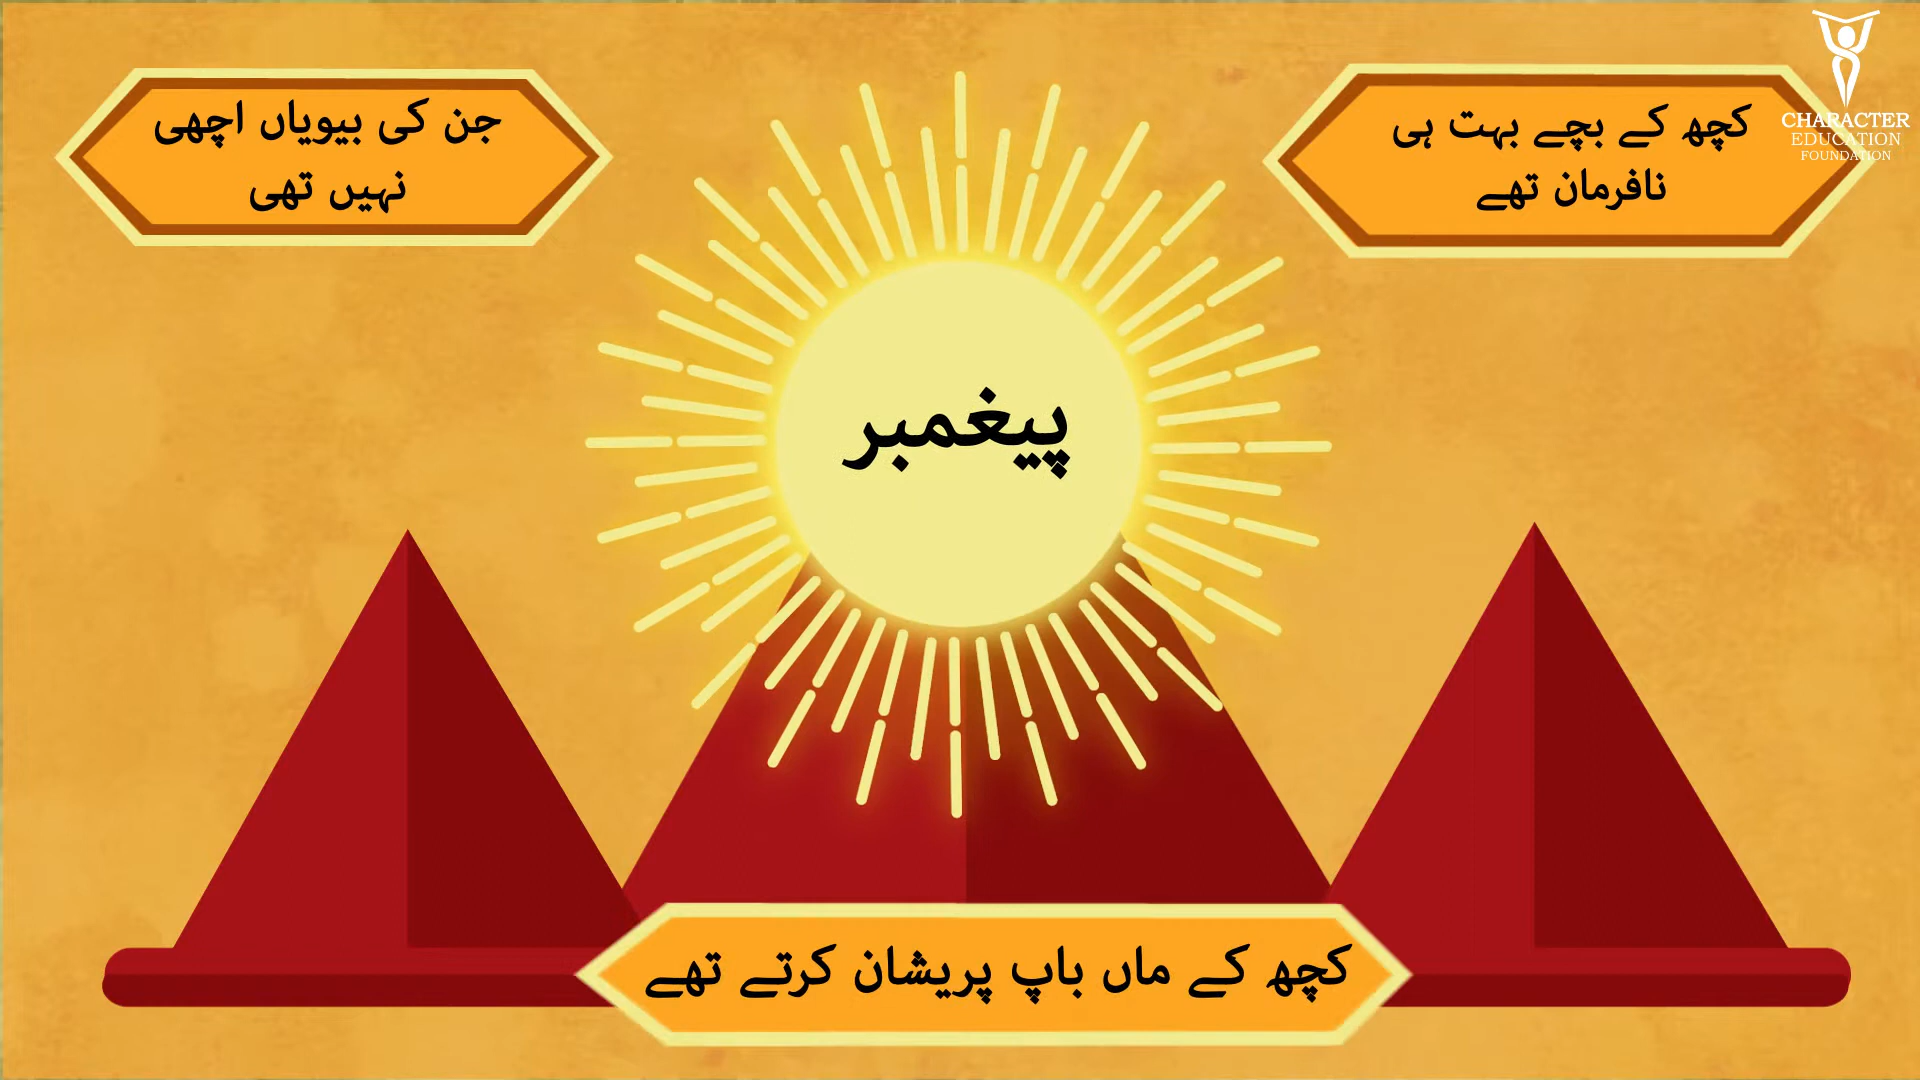 کچھ کے بچے بہت ہی
نافرمان تھے
CHARACTER
EDUCATION
FOUNDATION
جن کی بیویاں اچھی
نہیں تھی
پیغمبر
کچھ کے ماں باپ پریشان کرتے تھے